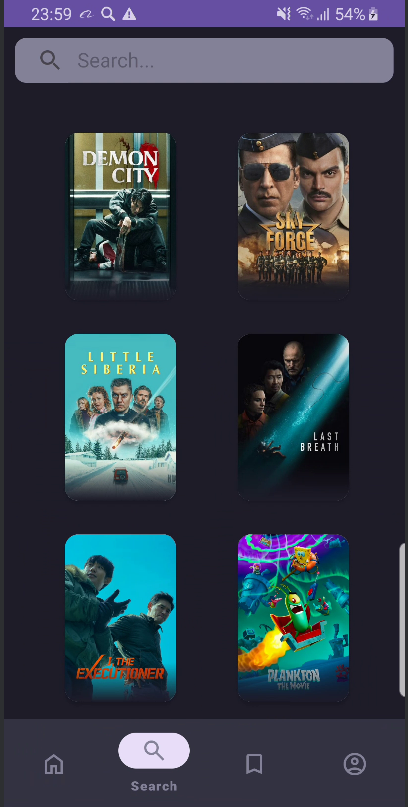 23:59
54%
Search...
DEMON
CITY
SKY
FORCE
LITTLE
SIBERIA
LAST
BREATH
I, THE
EXECUTIONER
PLANKTON
THE MOVIE
Search